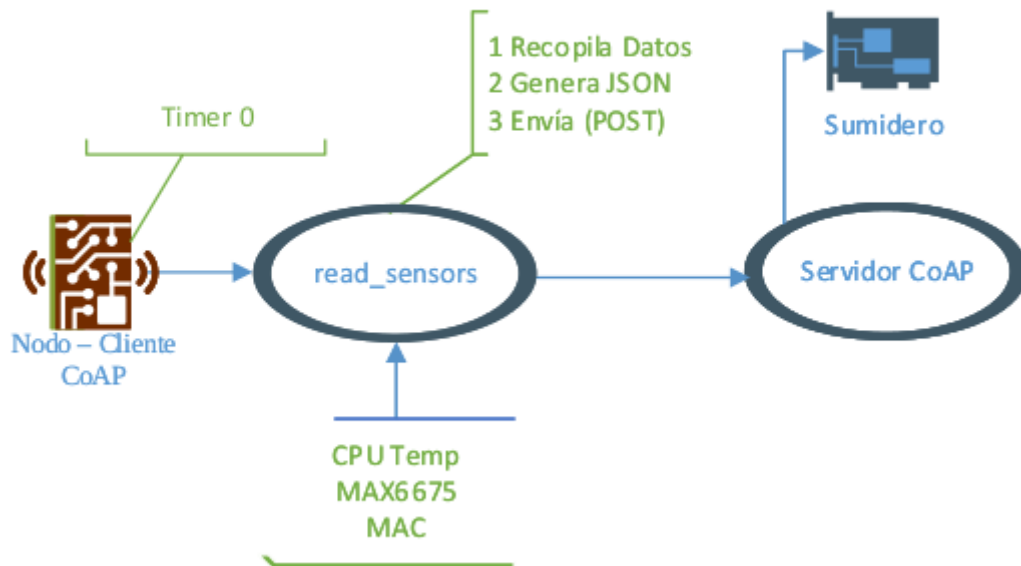 1 Recopila Datos
2 Genera JSON
3 Envía (POST)
Timer 0
Sumidero
read_sensors
Servidor CoAP
Nodo – Cliente
CoAP
CPU Temp
MAX6675
MAC